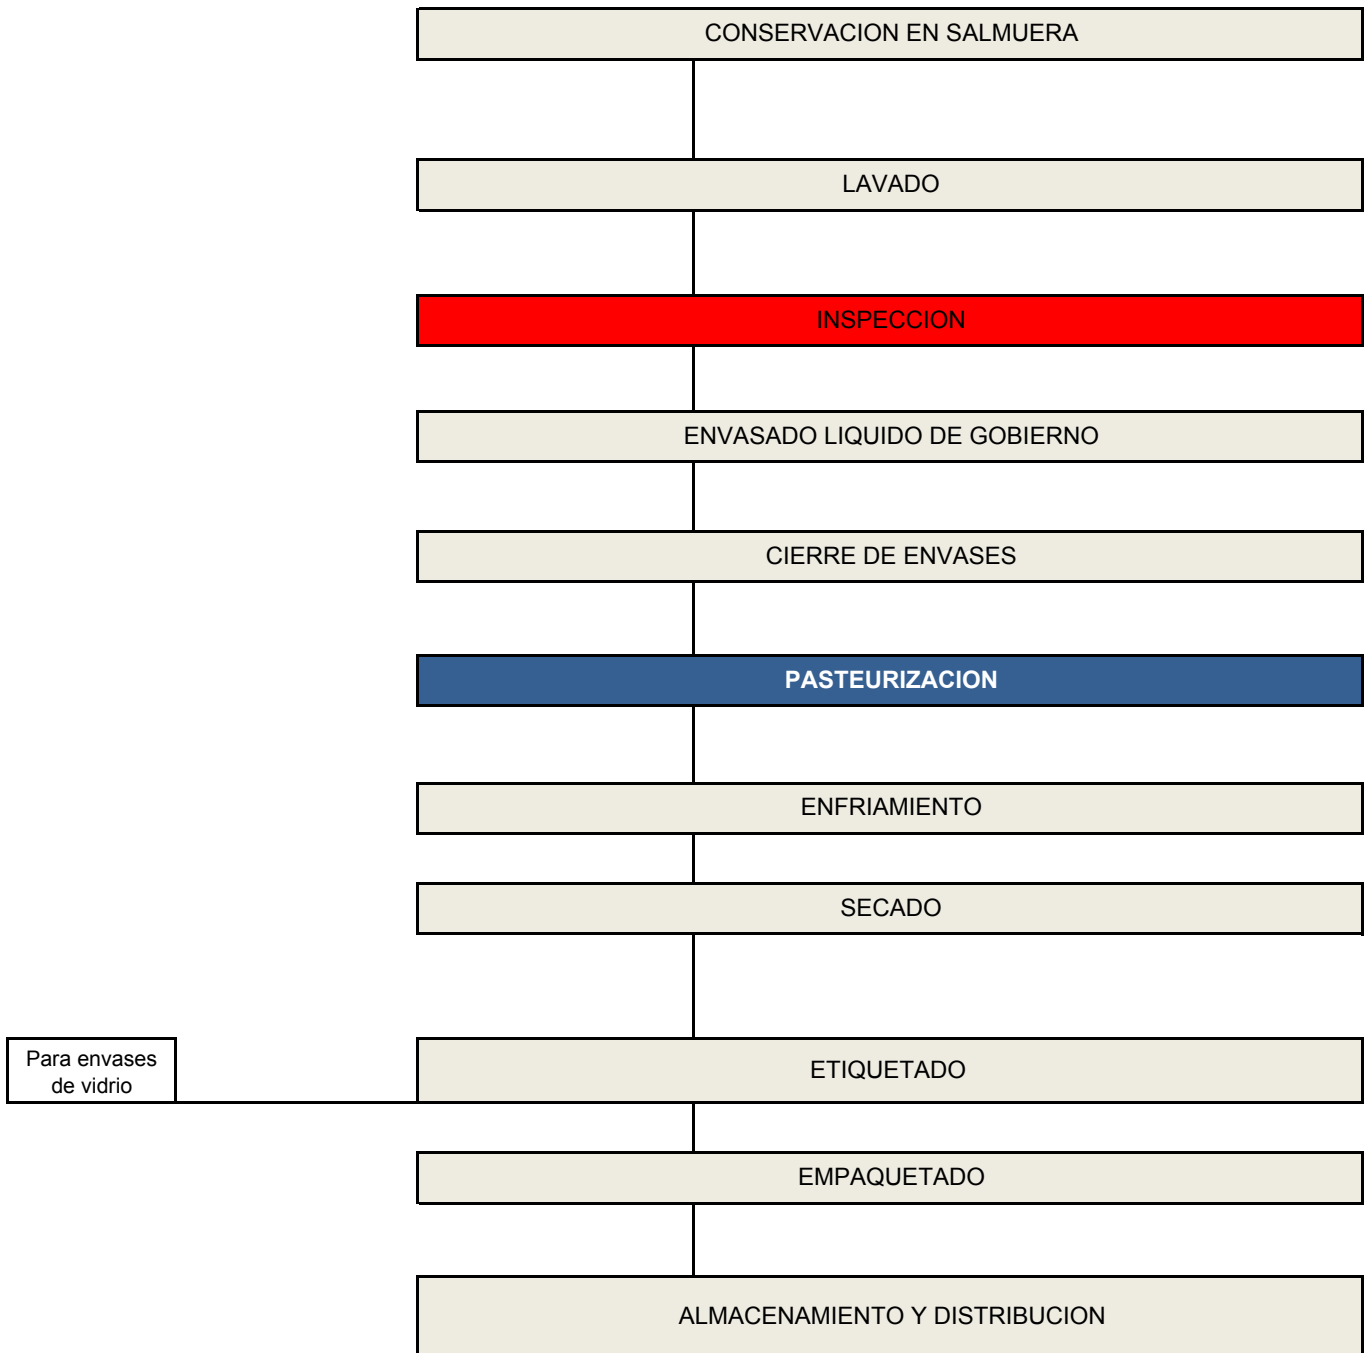 CONSERVACION EN SALMUERA
LAVADO
INSPECCION
ENVASADO LIQUIDO DE GOBIERNO
CIERRE DE ENVASES
PASTEURIZACION
ENFRIAMIENTO
SECADO
Para envases
de vidrio
ETIQUETADO
EMPAQUETADO
ALMACENAMIENTO Y DISTRIBUCION